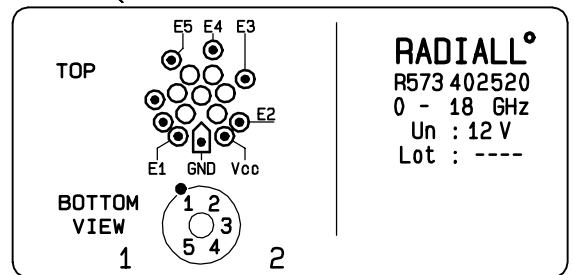 E5 E4 E3
TOP
E2
E1 GND Vcc
BOTTOM
VIEW
1 2
3
5 4
1 2
RADIALL°
R573 402520
0 - 18 GHz
Un : 12 V
Lot : ----